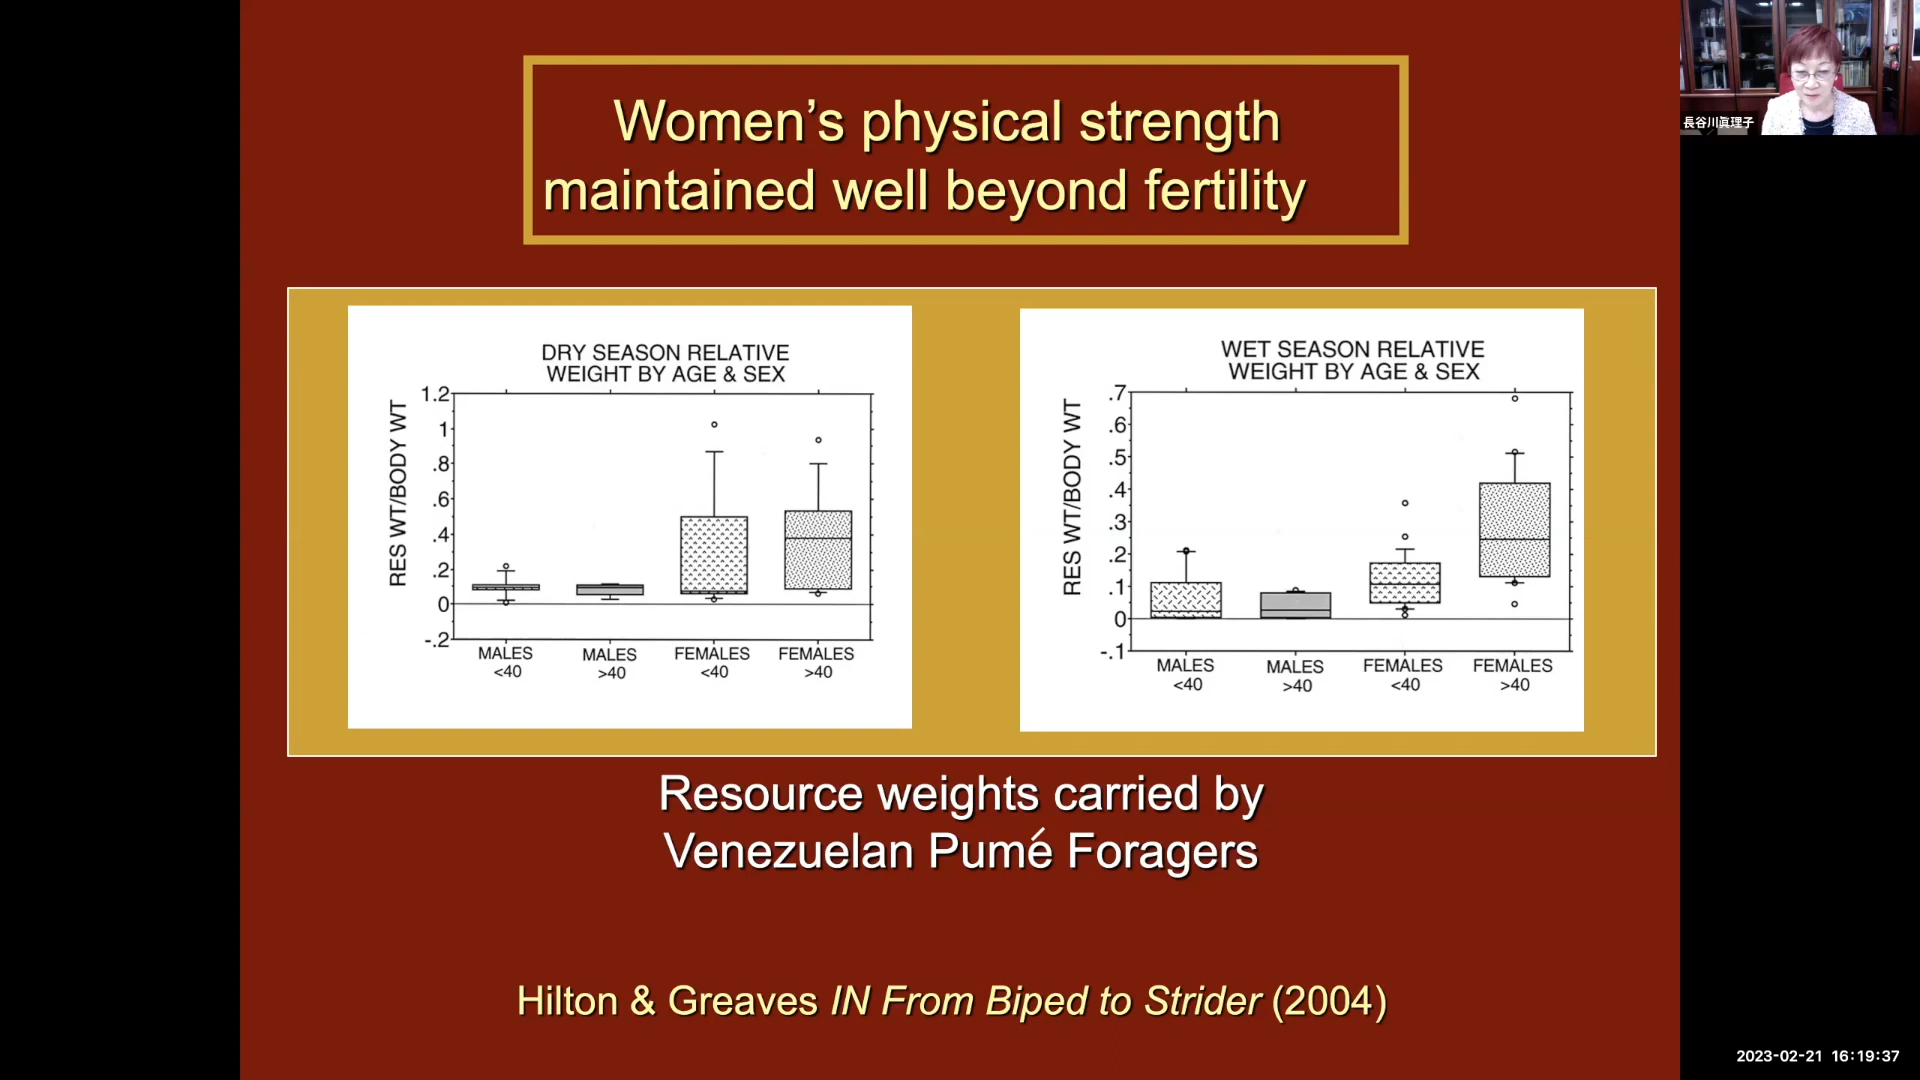 Women's physical strength
maintained well beyond fertility
長谷川眞理子
DRY SEASON RELATIVE
WEIGHT BY AGE & SEX
RES WT/BODY WT
1.2
1
.8
.6
.4
.2
0
-.2
MALES
<40
MALES
>40
FEMALES
<40
FEMALES
>40
WET SEASON RELATIVE
WEIGHT BY AGE & SEX
RES WT/BODY WT
.7
.6
.5
.4
.3
.2
.1
0
-.1
MALES
<40
MALES
>40
FEMALES
<40
FEMALES
>40
Resource weights carried by
Venezuelan Pumé Foragers
Hilton & Greaves IN From Biped to Strider (2004)
2023-02-21 16:19:37